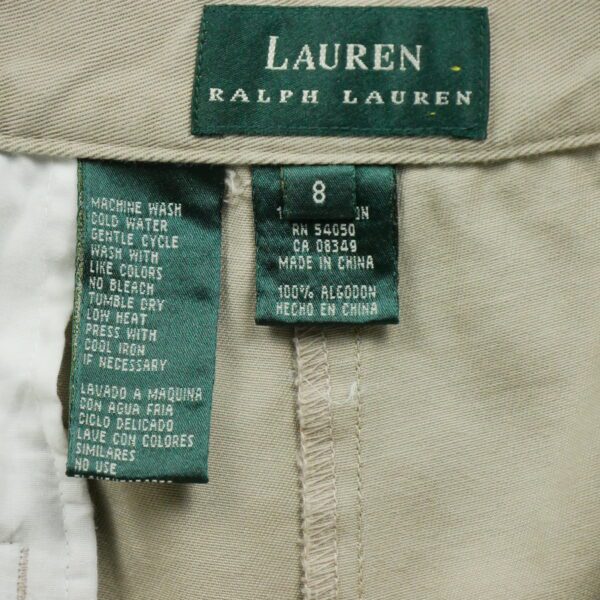 LAUREN
RALPH LAUREN
MACHINE WASH
COLD WATER
GENTLE CYCLE
WASH WITH
LIKE COLORS
NO BLEACH
TUMBLE DRY
LOW HEAT
PRESS WITH
COOL IRON
IF NECESSARY
LAVADO A MAQUINA
CON AGUA FRIA
CICLO DELICADO
LAVE CON COLORES
SIMILARES
NO USE
8
RN 54050
CA 08349
MADE IN CHINA
100% ALGODON
HECHO EN CHINA